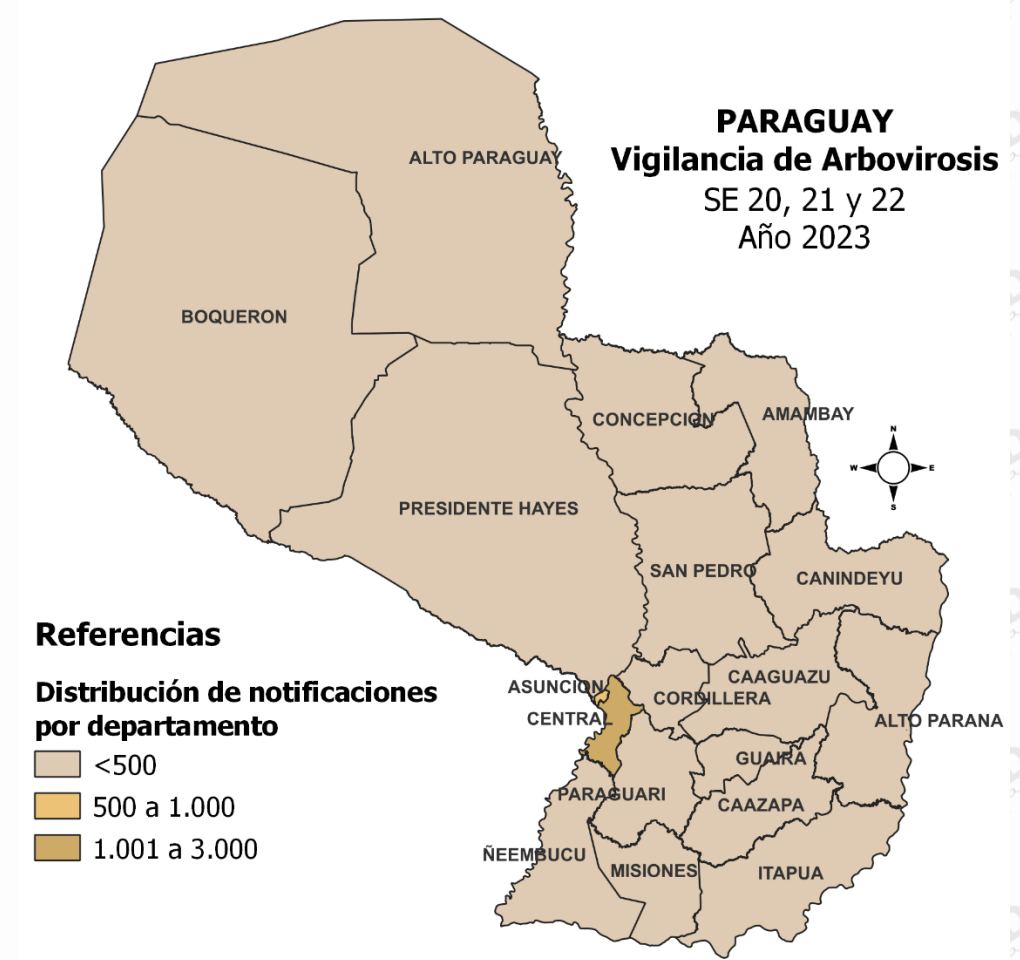 PARAGUAY
Vigilancia de Arbovirosis
SE 20, 21 y 22
Año 2023
ALTO PARAGUAY
BOQUERON
CONCEPCION
AMAMBAY
N
W
E
S
PRESIDENTE HAYES
SAN PEDRO
CANINDEYU
Referencias
Distribución de notificaciones
por departamento
<500
500 a 1.000
1.001 a 3.000
ASUNCION
CENTRAL
CORDILLERA
CAAGUAZU
ALTO PARANA
GUAIRA
PARAGUARI
CAAZAPA
ÑEEMBUCU
MISIONES
ITAPUA